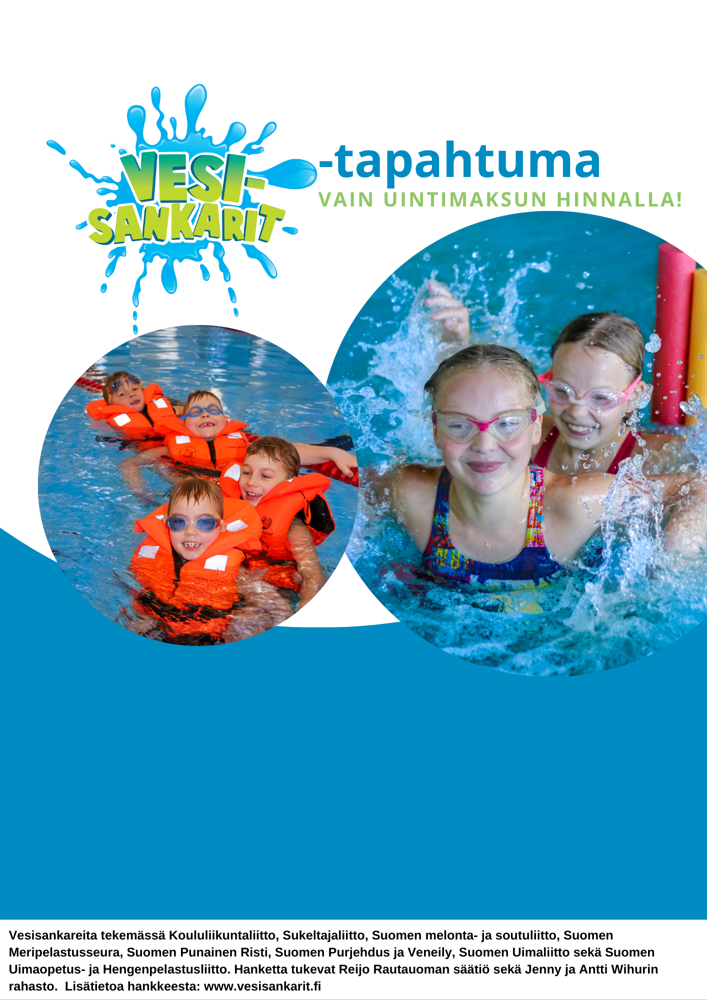 VESI-
SANKARIT
-tapahtuma
VAIN UINTIMAKSUN HINNALLA!
Vesisankareita tekemässä Koululiikuntaliitto, Sukeltajaliitto, Suomen melonta- ja soutuliitto, Suomen
Meripelastusseura, Suomen Punainen Risti, Suomen Purjehdus ja Veneily, Suomen Uimaliitto sekä Suomen
Uimaopetus- ja Hengenpelastusliitto. Hanketta tukevat Reijo Rautauoman säätiö sekä Jenny ja Antti Wihurin
rahasto.  Lisätietoa hankkeesta: www.vesisankarit.fi